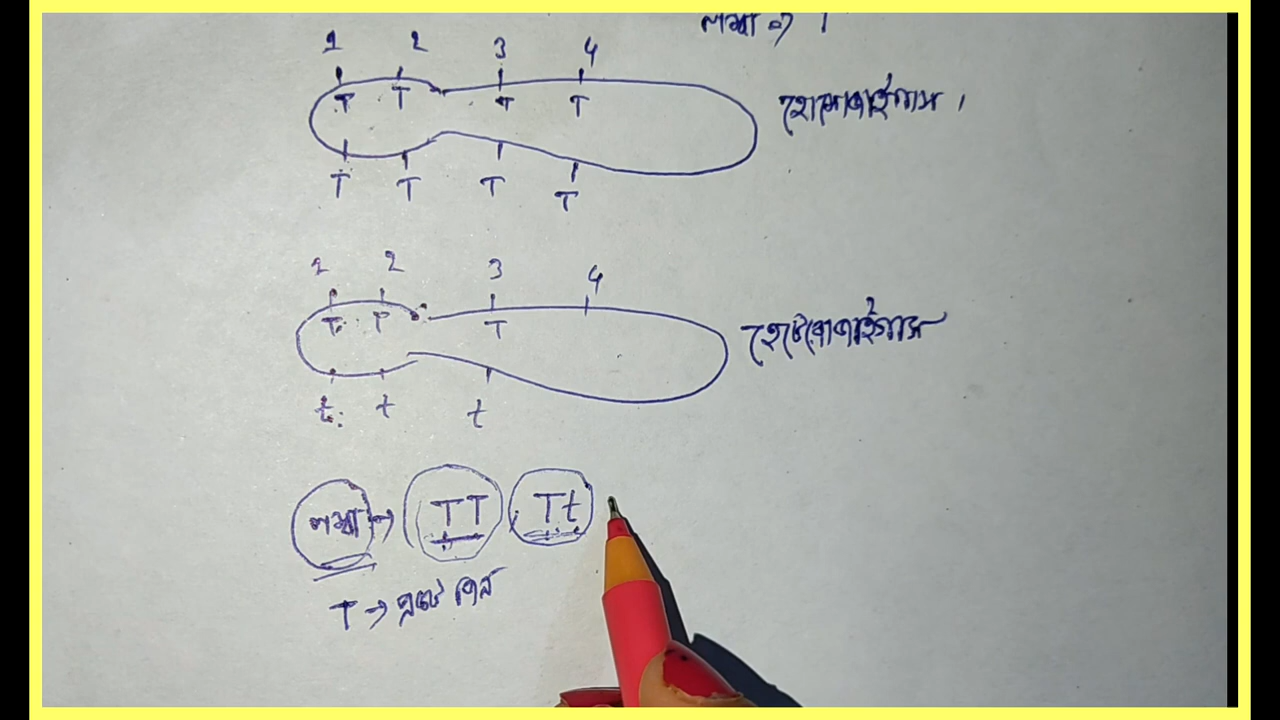 লম্বা ⇒ T
1 2 3 4
T T T T
হোমোজাইগাস ।
T T T T
1 2 3 4
T T T
হেটেরোজাইগাস
t t t
লম্বা ⇒ TT Tt
T → প্রকট জিন